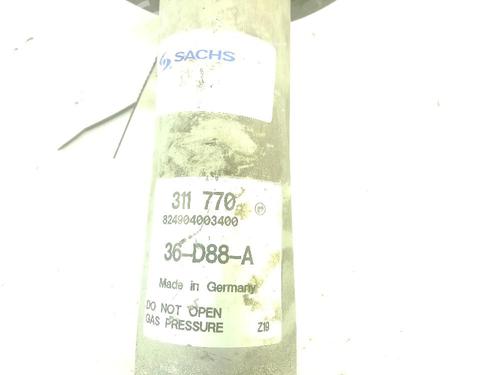 SACHS
311 770
824904003400
36-D88-A
Made in Germany
DO NOT OPEN
GAS PRESSURE Z19